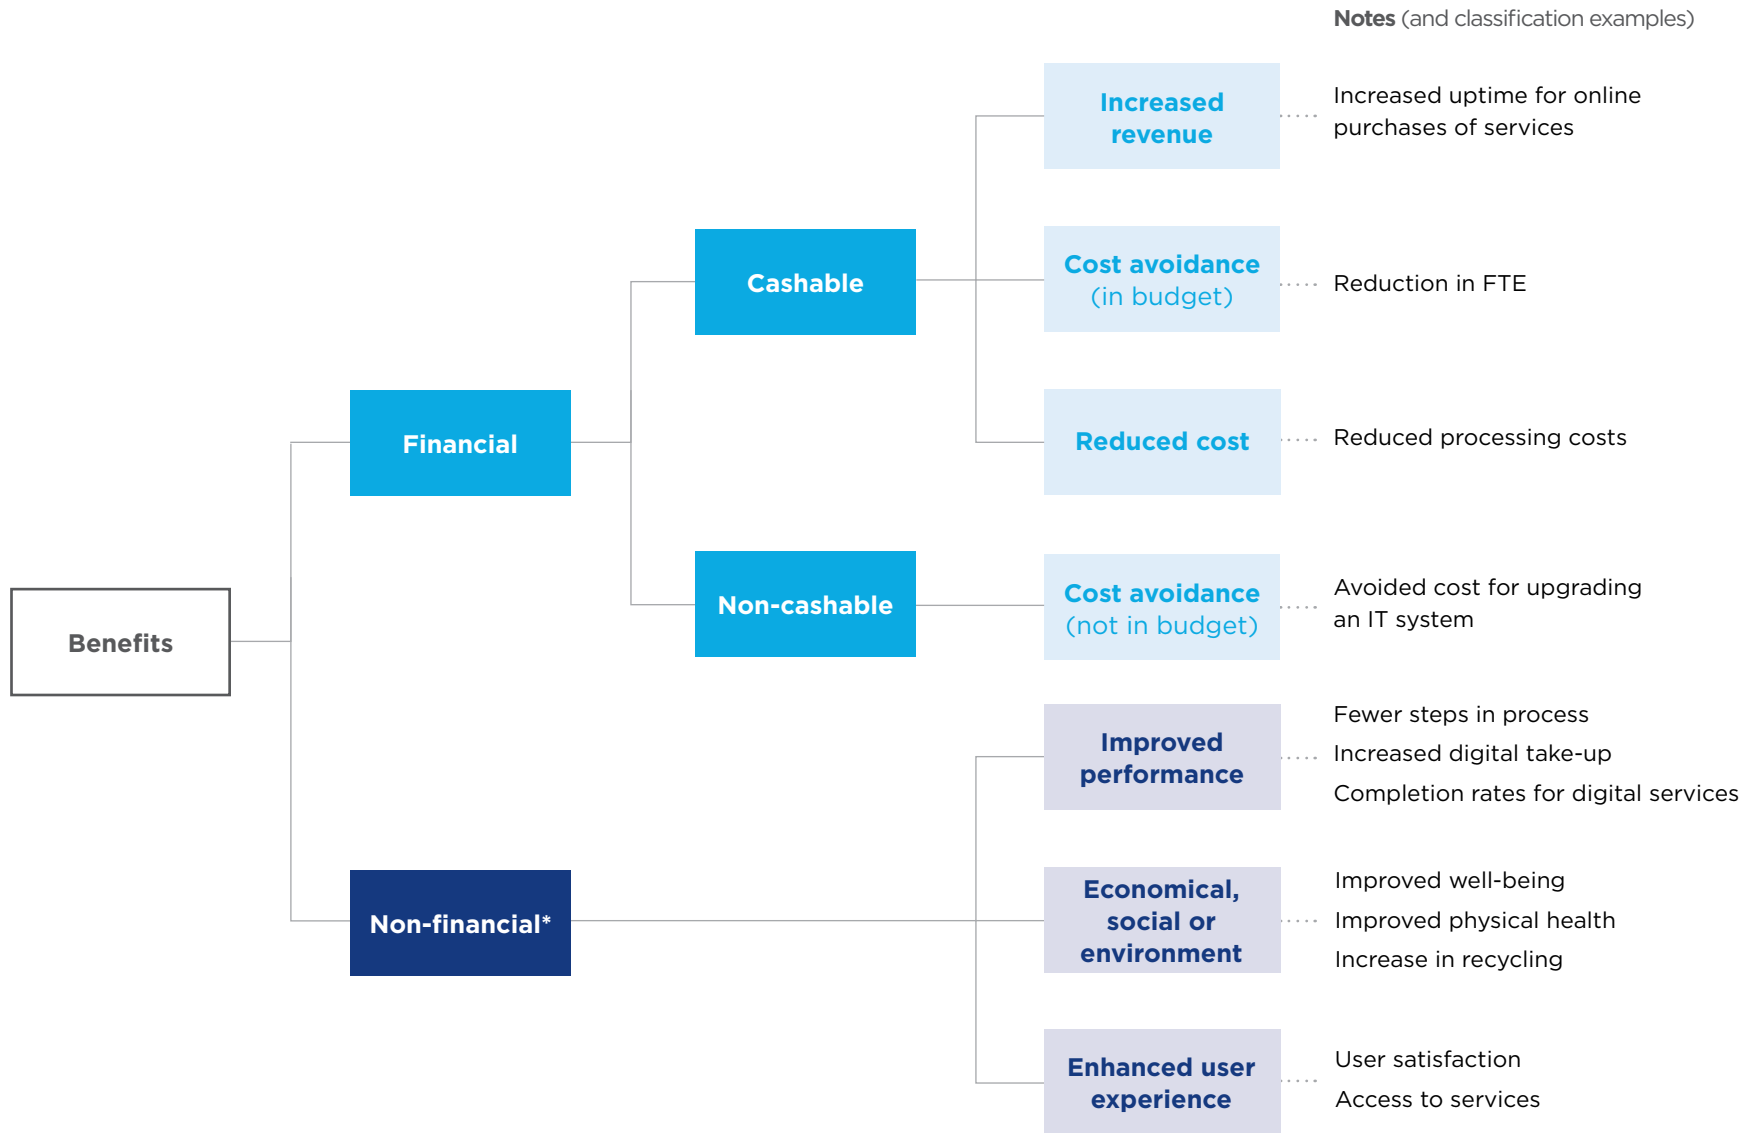 Notes (and classification examples)
Increased
revenue
Increased uptime for online
purchases of services
Cashable
Cost avoidance
(in budget)
Reduction in FTE
Financial
Reduced cost
Reduced processing costs
Non-cashable
Cost avoidance
(not in budget)
Avoided cost for upgrading
an IT system
Benefits
Improved
performance
Fewer steps in process
Increased digital take-up
Completion rates for digital services
Non-financial*
Economical,
social or
environment
Improved well-being
Improved physical health
Increase in recycling
Enhanced user
experience
User satisfaction
Access to services